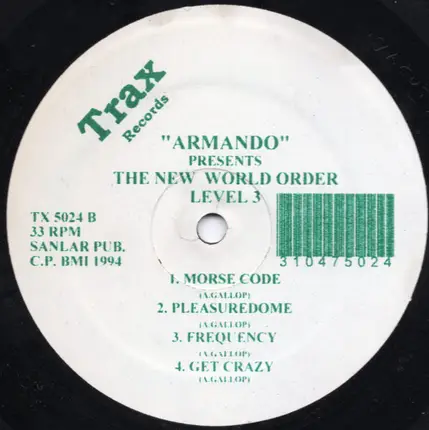 Trax
Records
"ARMANDO"
PRESENTS
THE NEW WORLD ORDER
LEVEL 3
TX 5024 B
33 RPM
SANLAR PUB.
C.P. BMI 1994
310475024
1. MORSE CODE
(A.GALLOP)
2. PLEASUREDOME
(A.GALLOP)
3. FREQUENCY
(A.GALLOP)
4. GET CRAZY
(A.GALLOP)